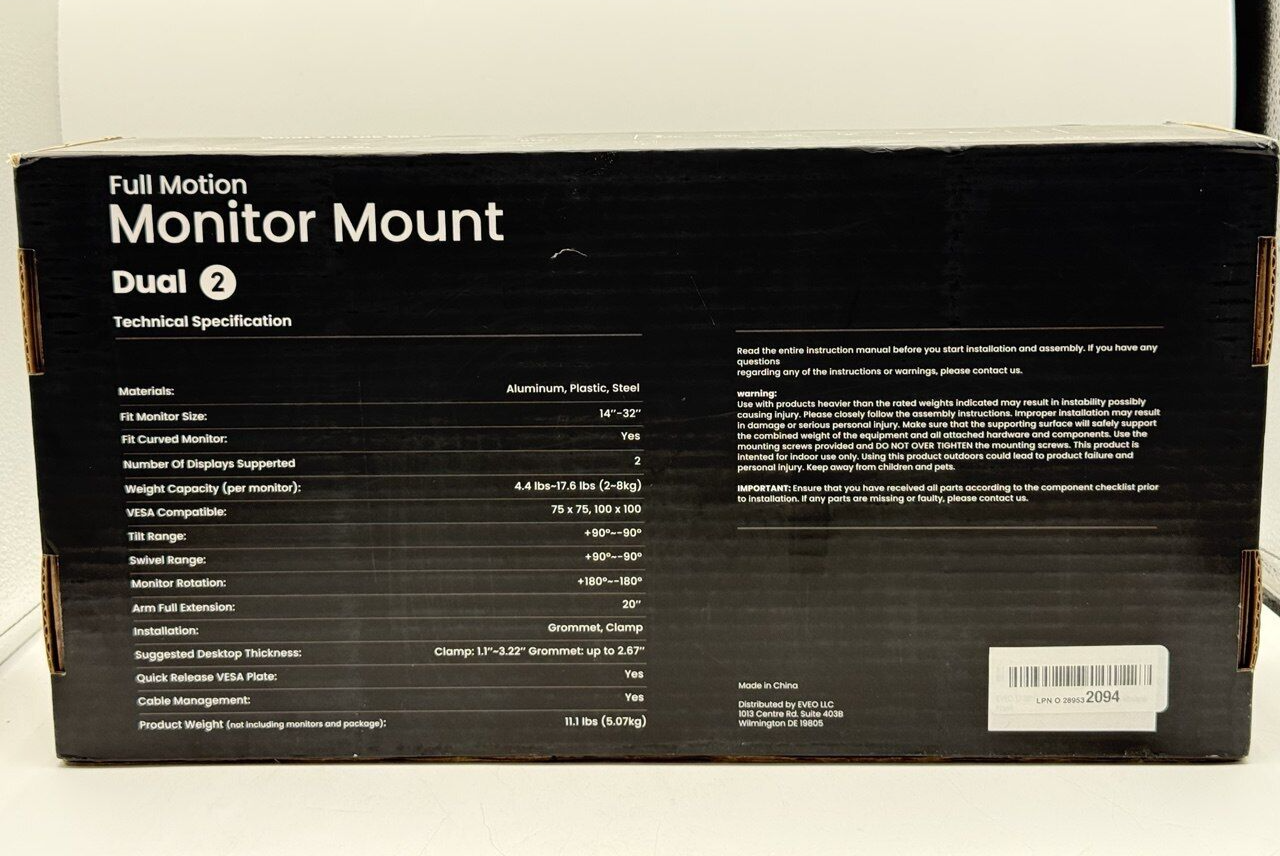 Full Motion
Monitor Mount
Dual 2
Technical Specification
Materials: Aluminum, Plastic, Steel
Fit Monitor Size: 14"-32"
Fit Curved Monitor: Yes
Number Of Displays Supported 2
Weight Capacity (per monitor): 4.4 lbs~17.6 lbs (2~8kg)
VESA Compatible: 75 x 75, 100 x 100
Tilt Range: +90°~-90°
Swivel Range: +90°~-90°
Monitor Rotation: +180°~-180°
Arm Full Extension: 20"
Installation: Grommet, Clamp
Suggested Desktop Thickness: Clamp: 1.1"~3.22" Grommet: up to 2.67"
Quick Release VESA Plate: Yes
Cable Management: Yes
Product Weight (not including monitors and package): 11.1 lbs (5.07kg)
Read the entire instruction manual before you start installation and assembly. If you have any
questions
regarding any of the instructions or warnings, please contact us.
warning:
Use with products heavier than the rated weights indicated may result in instability possibly
causing injury. Please closely follow the assembly instructions. Improper installation may result
in damage or serious personal injury. Make sure that the supporting surface will safely support
the combined weight of the equipment and all attached hardware and components. Use the
mounting screws provided and DO NOT OVER TIGHTEN the mounting screws. This product is
intended for indoor use only. Using this product outdoors could lead to product failure and
personal injury. Keep away from children and pets.
IMPORTANT: Ensure that you have received all parts according to the component checklist prior
to installation. If any parts are missing or faulty, please contact us.
Made in China
Distributed by EVEO LLC
1013 Centre Rd. Suite 403B
Wilmington DE 19805
LPN O 289532094